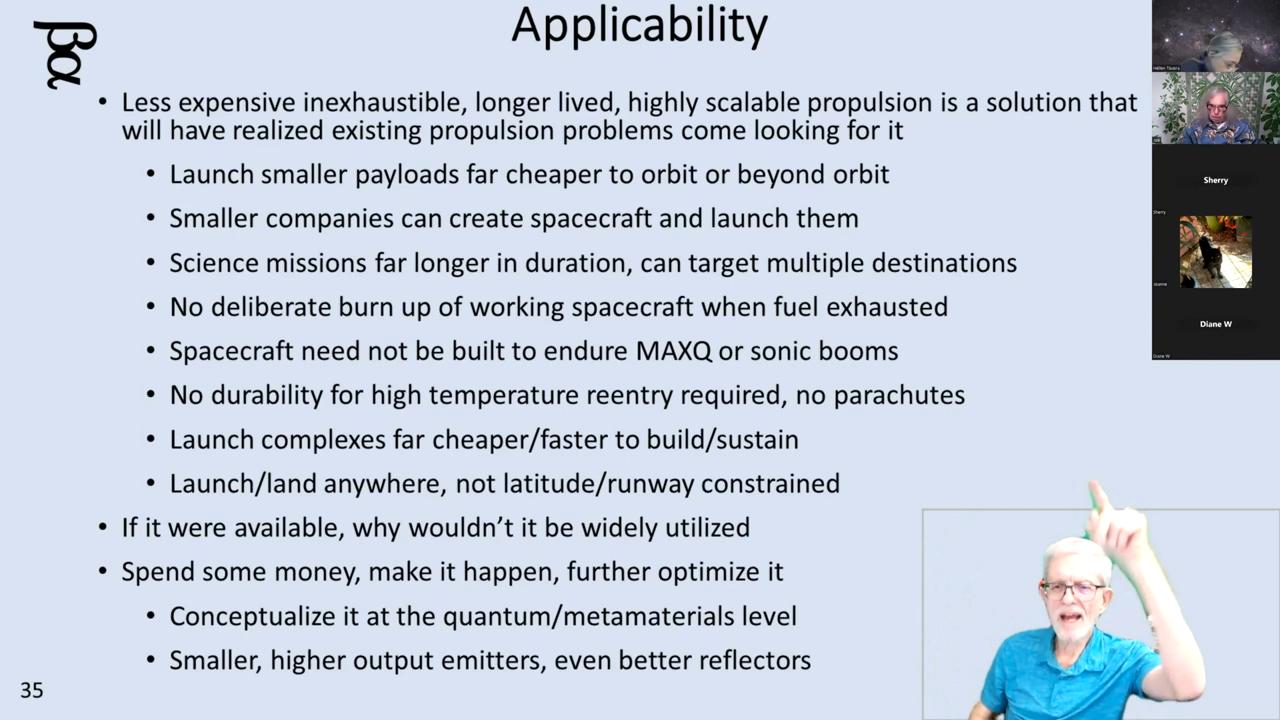 Applicability
βα
• Less expensive inexhaustible, longer lived, highly scalable propulsion is a solution that
will have realized existing propulsion problems come looking for it
• Launch smaller payloads far cheaper to orbit or beyond orbit
• Smaller companies can create spacecraft and launch them
• Science missions far longer in duration, can target multiple destinations
• No deliberate burn up of working spacecraft when fuel exhausted
• Spacecraft need not be built to endure MAXQ or sonic booms
• No durability for high temperature reentry required, no parachutes
• Launch complexes far cheaper/faster to build/sustain
• Launch/land anywhere, not latitude/runway constrained
• If it were available, why wouldn't it be widely utilized
• Spend some money, make it happen, further optimize it
• Conceptualize it at the quantum/metamaterials level
• Smaller, higher output emitters, even better reflectors
35
Sherry
Sherry
Diane W
Diane W